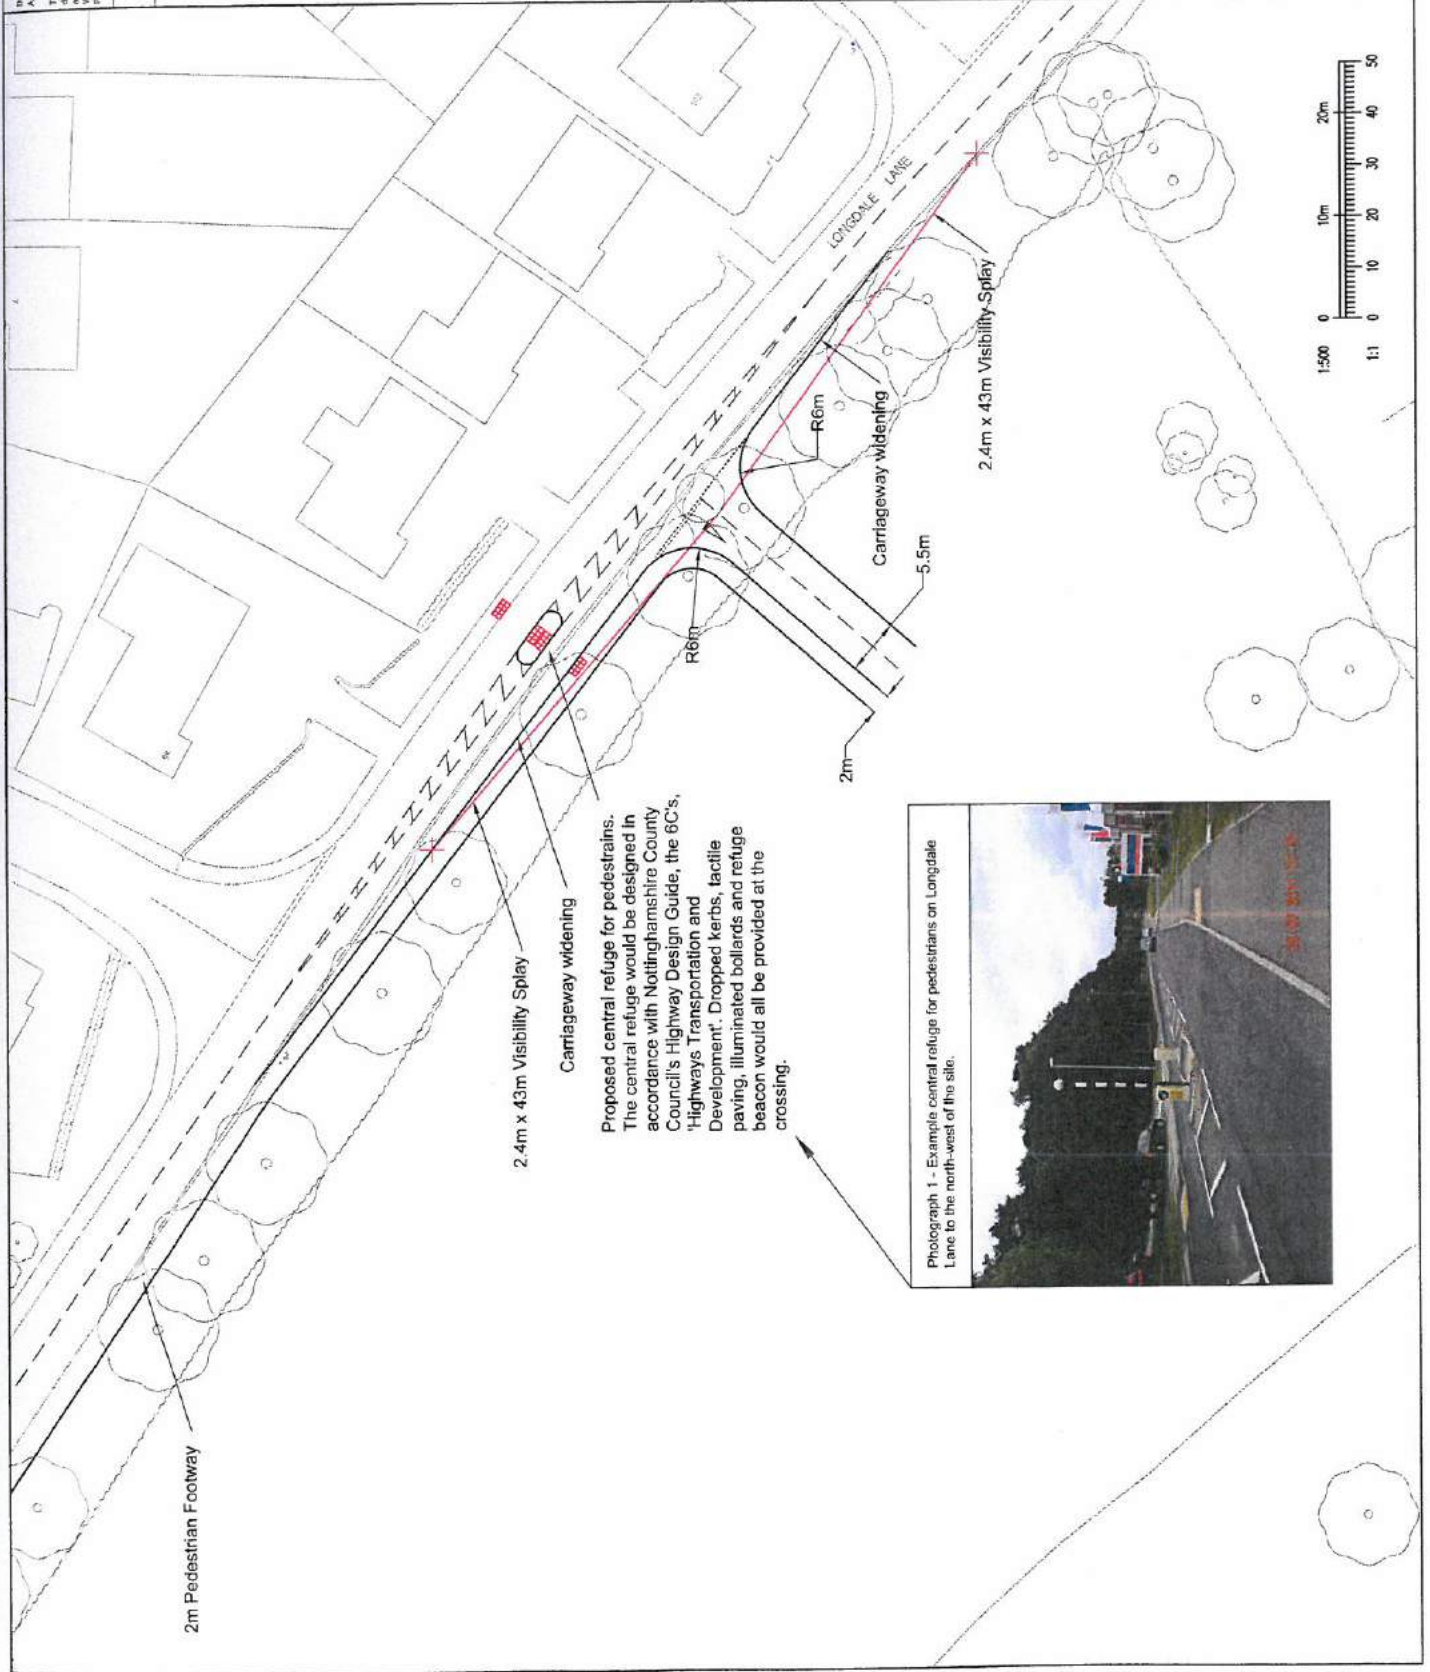 LONGDALE LANE
2m Pedestrian Footway
2.4m x 43m Visibility Splay
Carriageway widening
Proposed central refuge for pedestrains.
The central refuge would be designed in
accordance with Nottinghamshire County
Council's Highway Design Guide, the 6C's,
'Highways Transportation and
Development'. Dropped kerbs, tactile
paving, illuminated bollards and refuge
beacon would all be provided at the
crossing.
R6m
2m
5.5m
R6m
Carriageway widening
2.4m x 43m Visibility Splay
Photograph 1 - Example central refuge for pedestrians on Longdale
Lane to the north-west of the site.
1:500 0 10m 20m
1:1 0 10 20 30 40 50